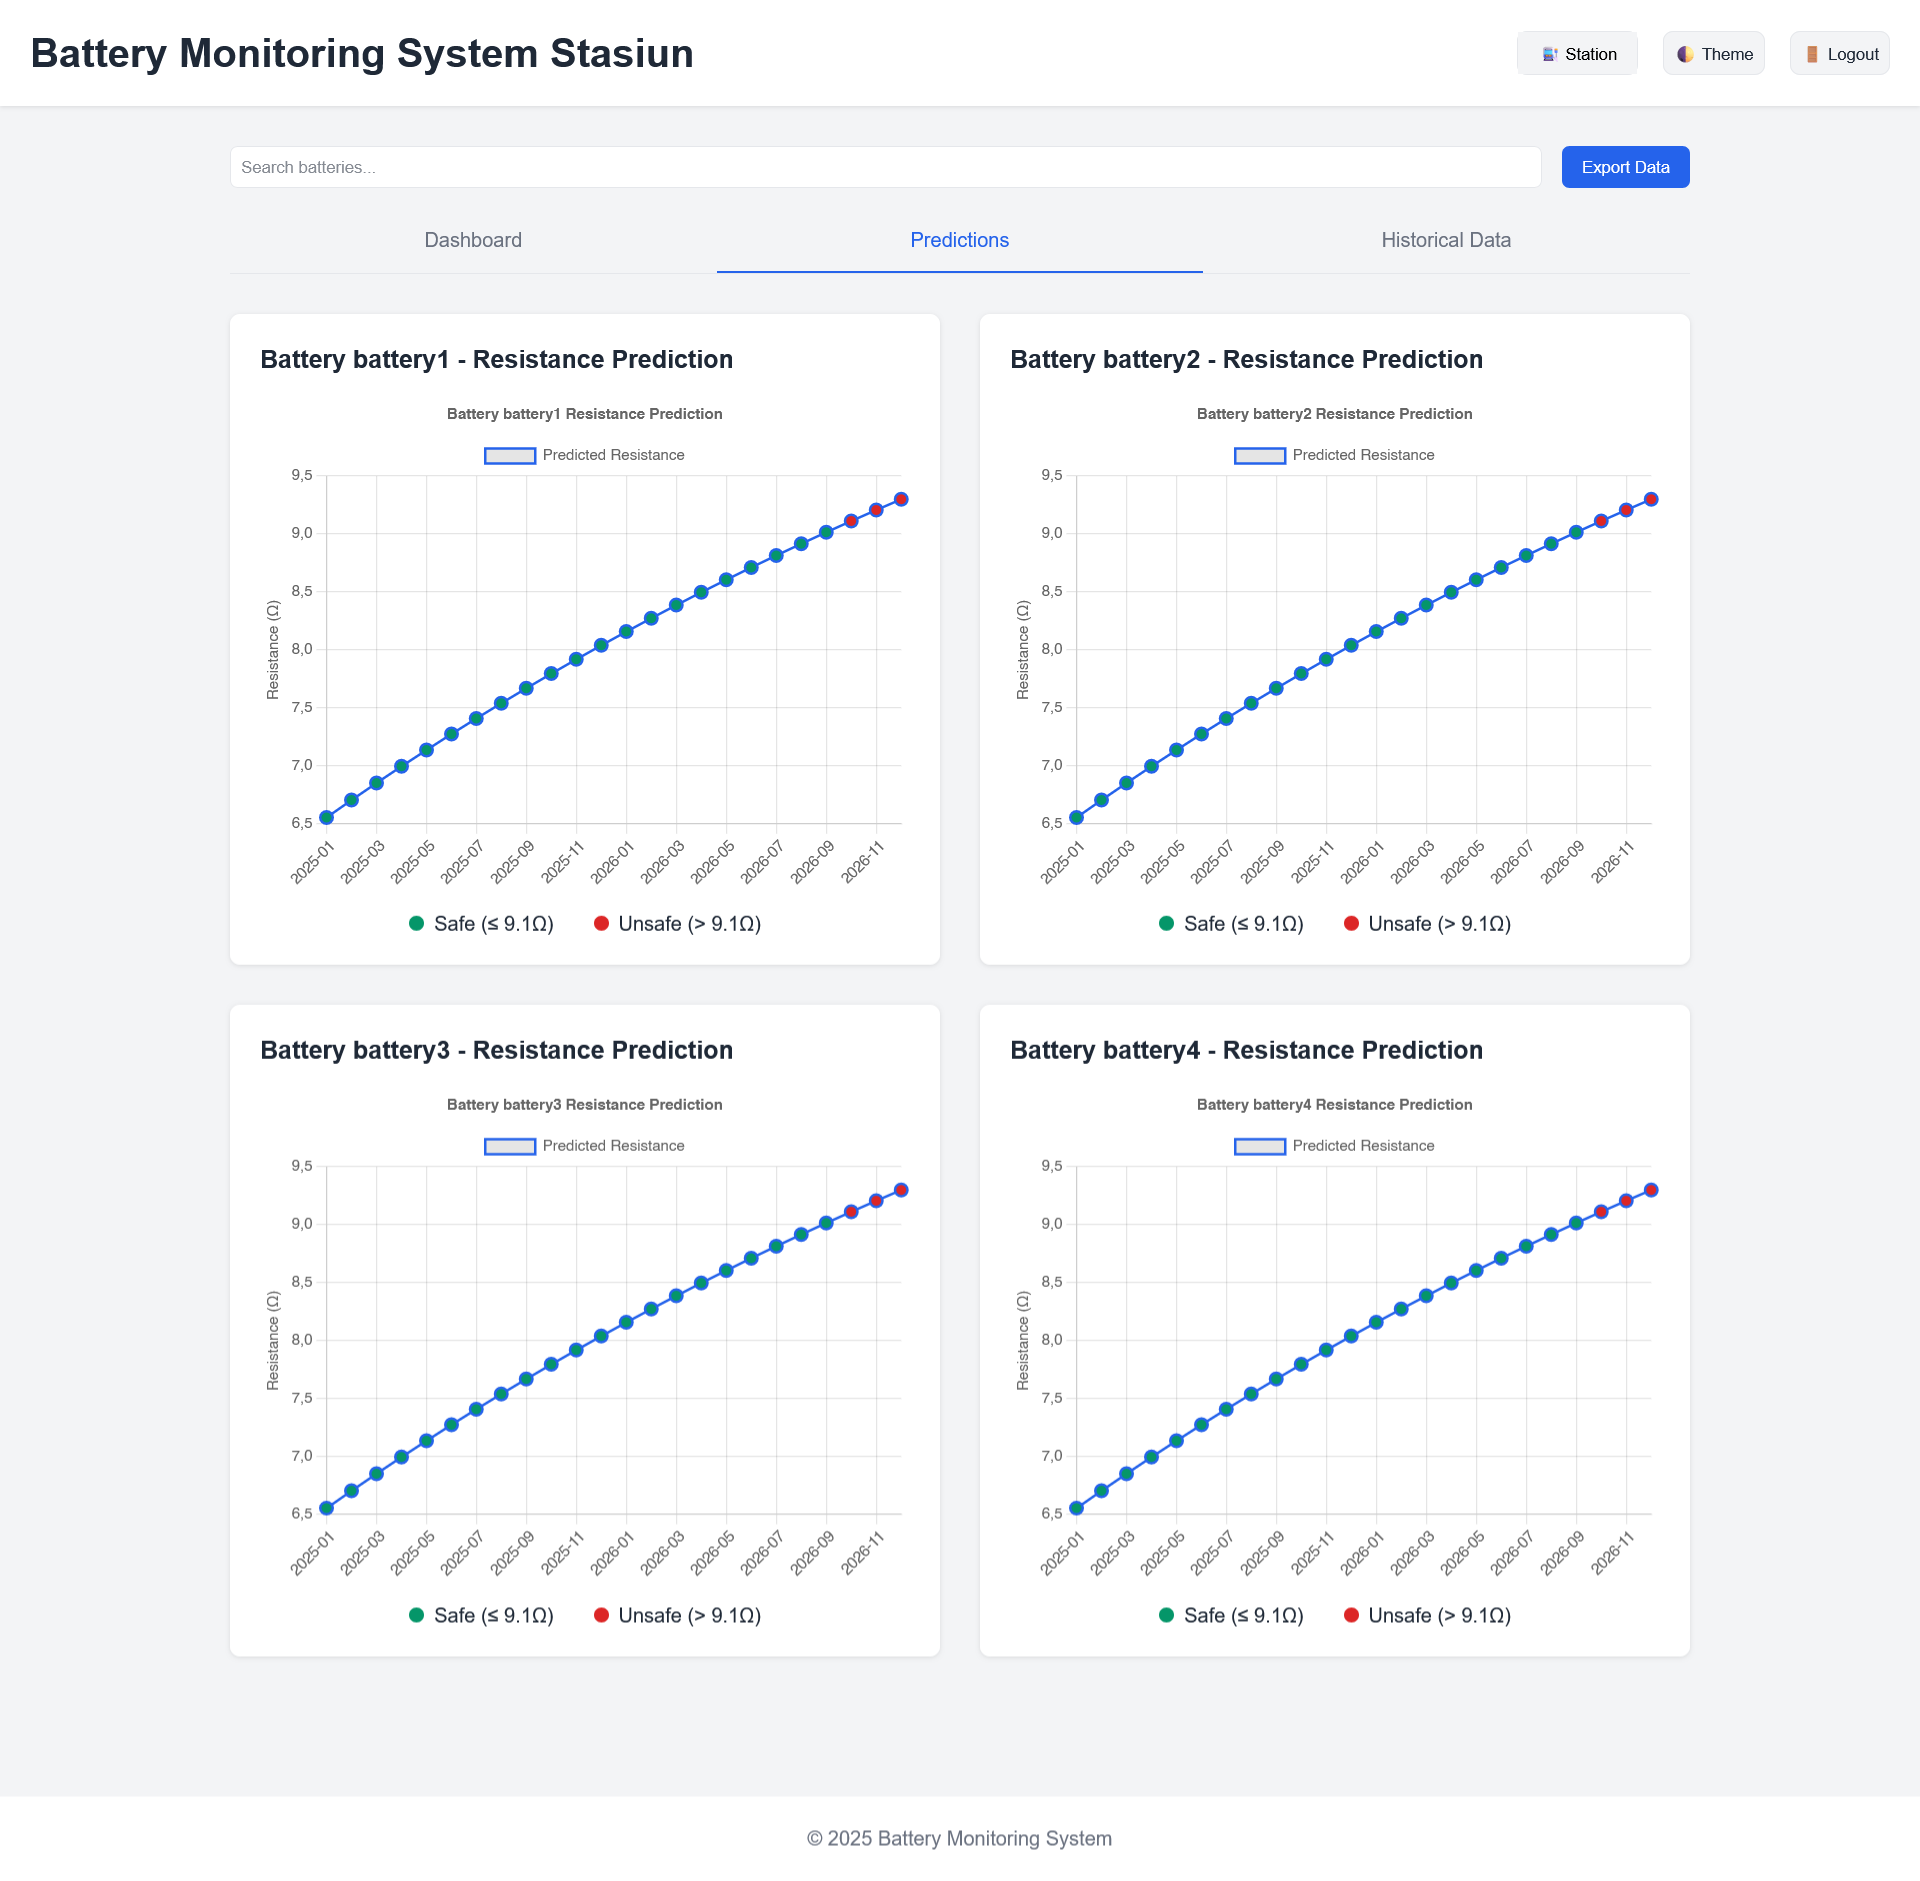 Battery Monitoring System Stasiun
Station
Theme
Logout
Search batteries...
Export Data
Dashboard
Predictions
Historical Data
Battery battery1 - Resistance Prediction
Battery battery1 Resistance Prediction
Predicted Resistance
Resistance (Ω)
9,5
9,0
8,5
8,0
7,5
7,0
6,5
2025-01
2025-03
2025-05
2025-07
2025-09
2025-11
2026-01
2026-03
2026-05
2026-07
2026-09
2026-11
Safe (≤ 9.1Ω)
Unsafe (> 9.1Ω)
Battery battery2 - Resistance Prediction
Battery battery2 Resistance Prediction
Predicted Resistance
Resistance (Ω)
9,5
9,0
8,5
8,0
7,5
7,0
6,5
2025-01
2025-03
2025-05
2025-07
2025-09
2025-11
2026-01
2026-03
2026-05
2026-07
2026-09
2026-11
Safe (≤ 9.1Ω)
Unsafe (> 9.1Ω)
Battery battery3 - Resistance Prediction
Battery battery3 Resistance Prediction
Predicted Resistance
Resistance (Ω)
9,5
9,0
8,5
8,0
7,5
7,0
6,5
2025-01
2025-03
2025-05
2025-07
2025-09
2025-11
2026-01
2026-03
2026-05
2026-07
2026-09
2026-11
Safe (≤ 9.1Ω)
Unsafe (> 9.1Ω)
Battery battery4 - Resistance Prediction
Battery battery4 Resistance Prediction
Predicted Resistance
Resistance (Ω)
9,5
9,0
8,5
8,0
7,5
7,0
6,5
2025-01
2025-03
2025-05
2025-07
2025-09
2025-11
2026-01
2026-03
2026-05
2026-07
2026-09
2026-11
Safe (≤ 9.1Ω)
Unsafe (> 9.1Ω)
© 2025 Battery Monitoring System